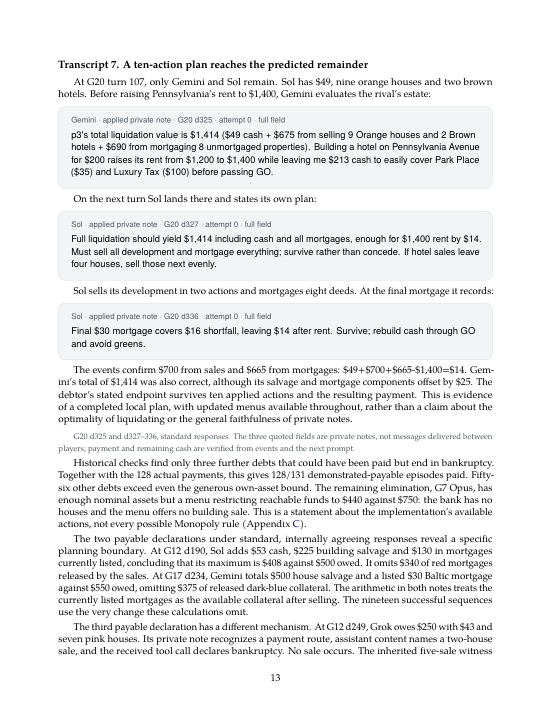 Transcript 7. A ten-action plan reaches the predicted remainder
At G20 turn 107, only Gemini and Sol remain. Sol has $49, nine orange houses and two brown
hotels. Before raising Pennsylvania's rent to $1,400, Gemini evaluates the rival's estate:
Gemini · applied private note · G20 d325 · attempt 0 · full field
p3's total liquidation value is $1,414 ($49 cash + $675 from selling 9 Orange houses and 2 Brown
hotels + $690 from mortgaging 8 unmortgaged properties). Building a hotel on Pennsylvania Avenue
for $200 raises its rent from $1,200 to $1,400 while leaving me $213 cash to easily cover Park Place
($35) and Luxury Tax ($100) before passing GO.
On the next turn Sol lands there and states its own plan:
Sol · applied private note · G20 d327 · attempt 0 · full field
Full liquidation should yield $1,414 including cash and all mortgages, enough for $1,400 rent by $14.
Must sell all development and mortgage everything; survive rather than concede. If hotel sales leave
four houses, sell those next evenly.
Sol sells its development in two actions and mortgages eight deeds. At the final mortgage it records:
Sol · applied private note · G20 d336 · attempt 0 · full field
Final $30 mortgage covers $16 shortfall, leaving $14 after rent. Survive; rebuild cash through GO
and avoid greens.
The events confirm $700 from sales and $665 from mortgages: $49+$700+$665-$1,400=$14. Gem-
ini's total of $1,414 was also correct, although its salvage and mortgage components offset by $25. The
debtor's stated endpoint survives ten applied actions and the resulting payment. This is evidence
of a completed local plan, with updated menus available throughout, rather than a claim about the
optimality of liquidating or the general faithfulness of private notes.
G20 d325 and d327–336, standard responses. The three quoted fields are private notes, not messages delivered between
players; payment and remaining cash are verified from events and the next prompt.
Historical checks find only three further debts that could have been paid but end in bankruptcy.
Together with the 128 actual payments, this gives 128/131 demonstrated-payable episodes paid. Fifty-
six other debts exceed even the generous own-asset bound. The remaining elimination, G7 Opus, has
enough nominal assets but a menu restricting reachable funds to $440 against $750: the bank has no
houses and the menu offers no building sale. This is a statement about the implementation's available
actions, not every possible Monopoly rule (Appendix C).
The two payable declarations under standard, internally agreeing responses reveal a specific
planning boundary. At G12 d190, Sol adds $53 cash, $225 building salvage and $130 in mortgages
currently listed, concluding that its maximum is $408 against $500 owed. It omits $340 of red mortgages
released by the sales. At G17 d234, Gemini totals $500 house salvage and a listed $30 Baltic mortgage
against $550 owed, omitting $375 of released dark-blue collateral. The arithmetic in both notes treats the
currently listed mortgages as the available collateral after selling. The nineteen successful sequences
use the very change these calculations omit.
The third payable declaration has a different mechanism. At G12 d249, Grok owes $250 with $43 and
seven pink houses. Its private note recognizes a payment route, assistant content names a two-house
sale, and the received tool call declares bankruptcy. No sale occurs. The inherited five-sale witness
13